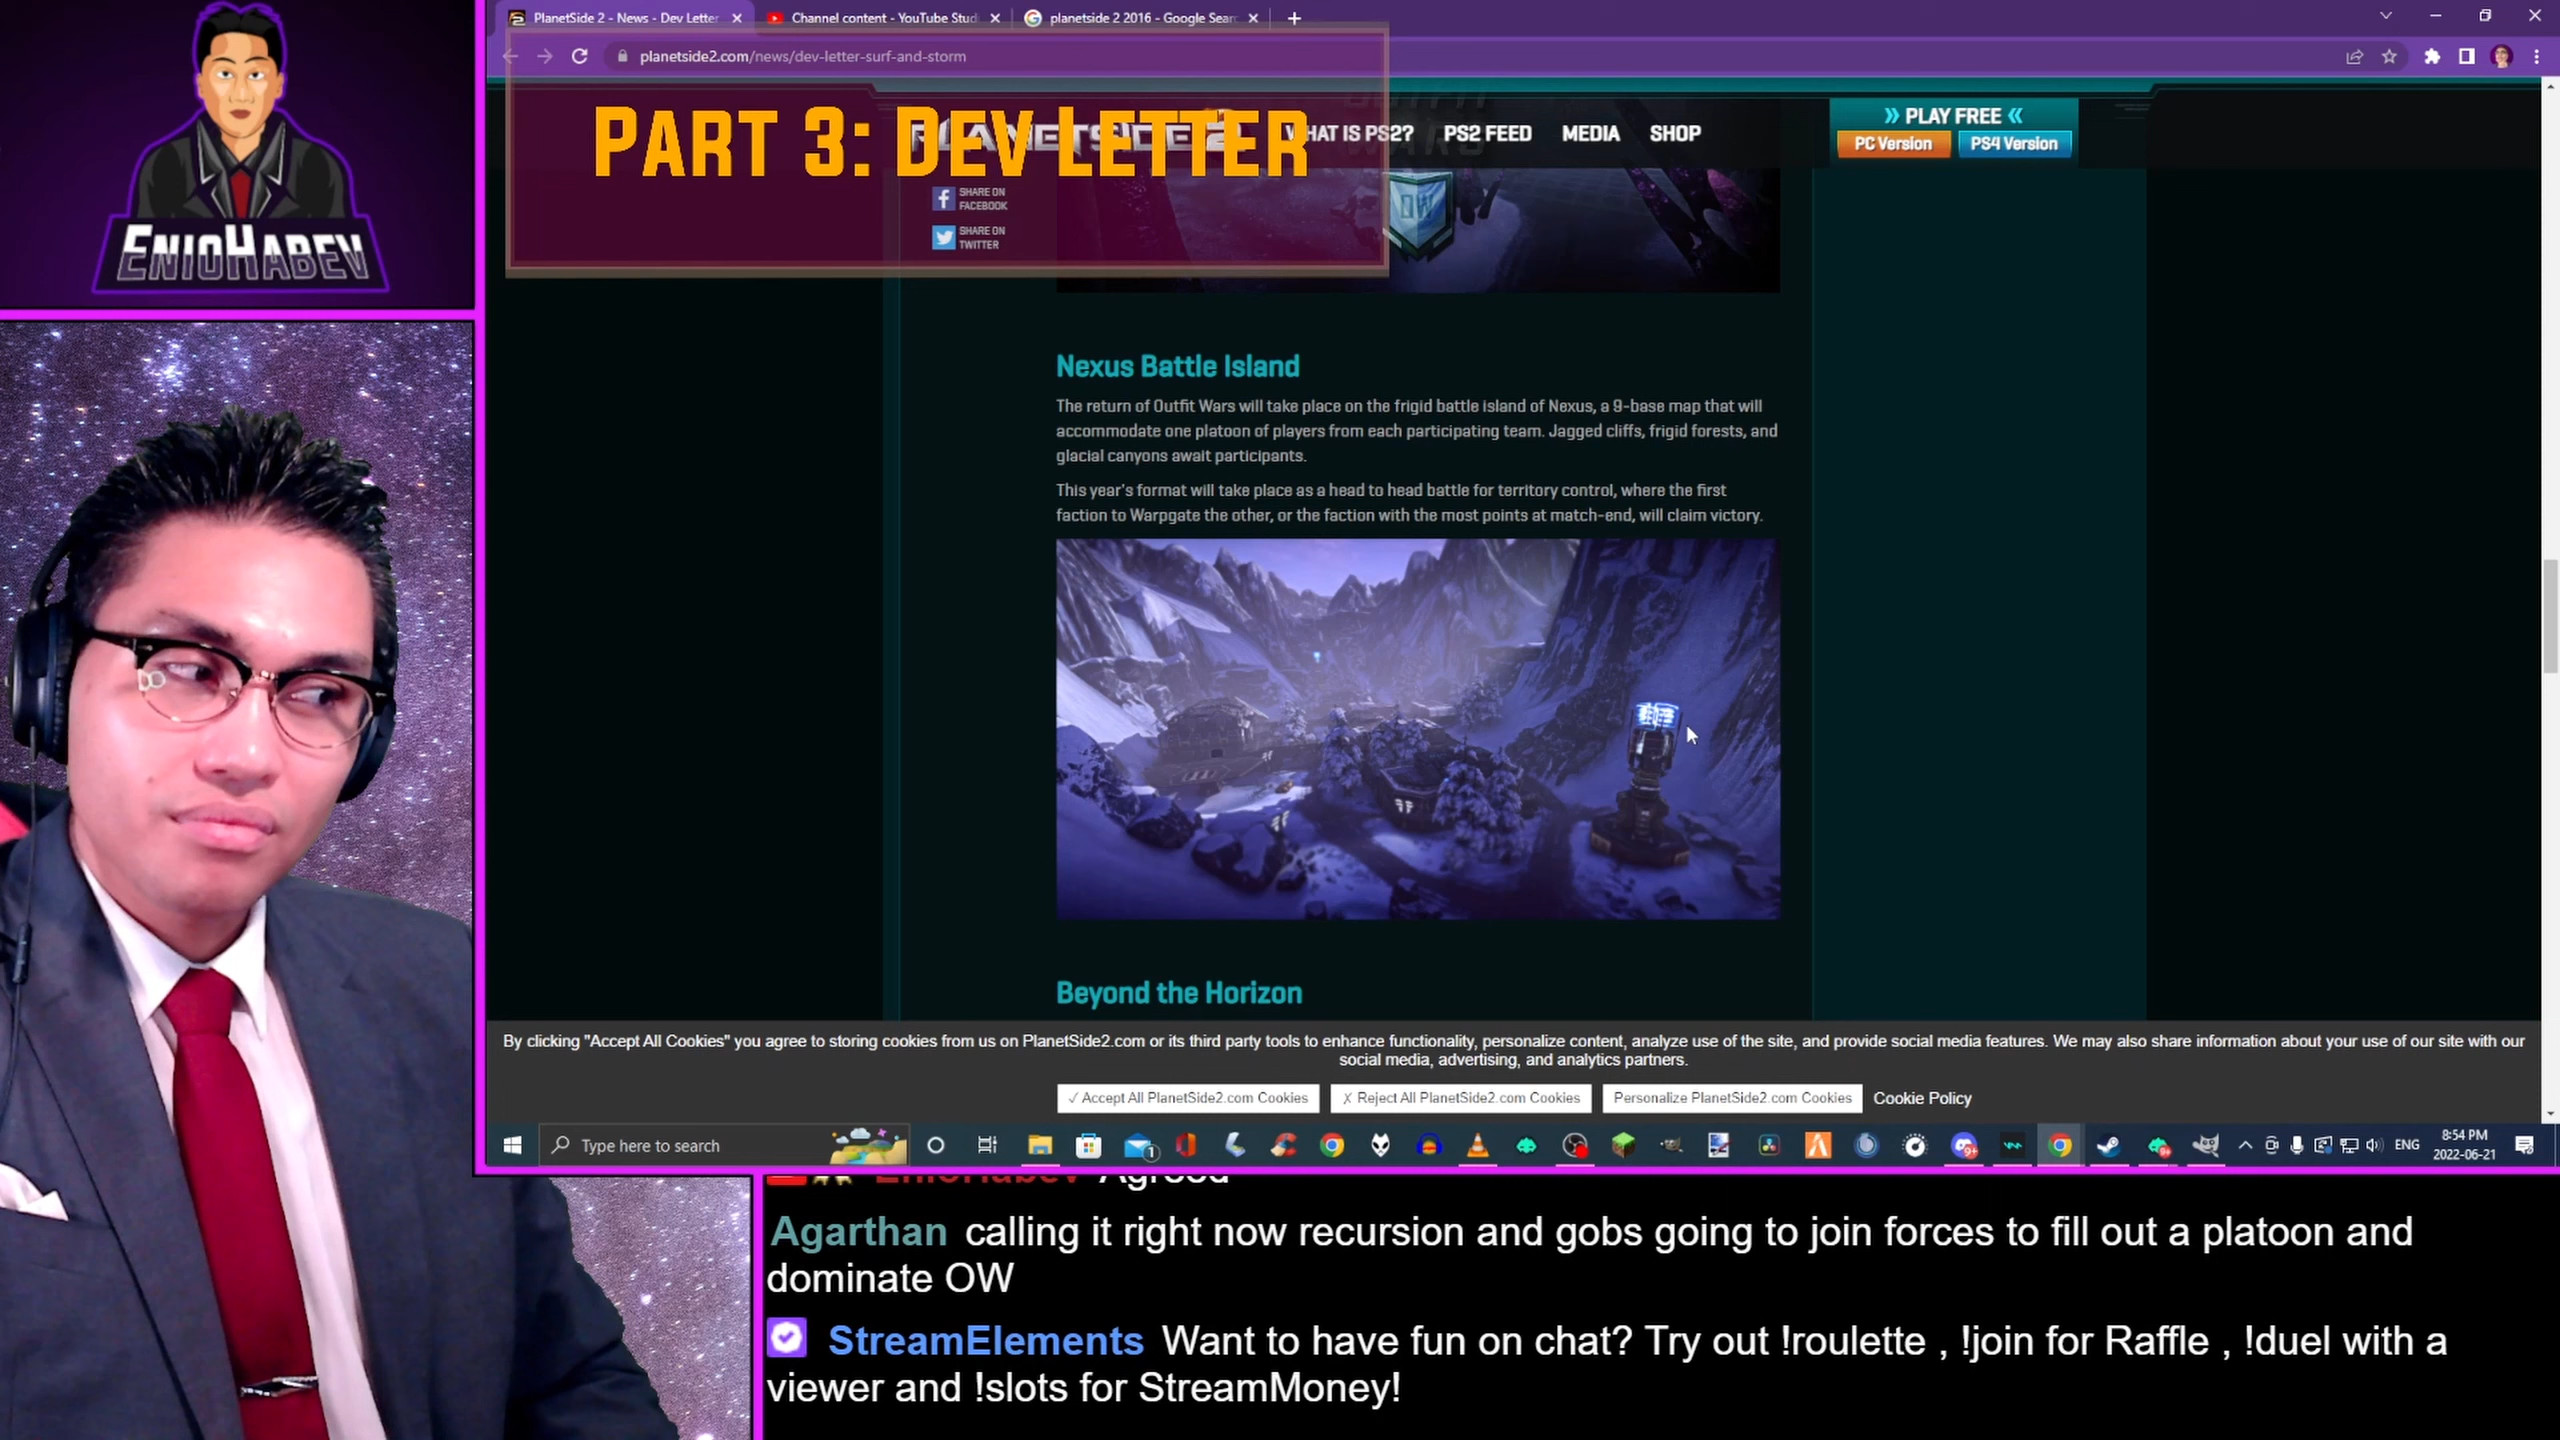 PlanetSide 2 - News - Dev Letter
Channel content - YouTube Stud
planetside 2 2016 - Google Sear
planetside2.com/news/dev-letter-surf-and-storm
Part 3: Dev Letter
PLANETSIDE 2
WHAT IS PS2?
PS2 FEED
MEDIA
SHOP
PLAY FREE
PC Version
PS4 Version
SHARE ON
FACEBOOK
SHARE ON
TWITTER
OW
EnioHabev
Nexus Battle Island
The return of Outfit Wars will take place on the frigid battle island of Nexus, a 9-base map that will
accommodate one platoon of players from each participating team. Jagged cliffs, frigid forests, and
glacial canyons await participants.
This year's format will take place as a head to head battle for territory control, where the first
faction to Warpgate the other, or the faction with the most points at match-end, will claim victory.
Beyond the Horizon
By clicking "Accept All Cookies" you agree to storing cookies from us on PlanetSide2.com or its third party tools to enhance functionality, personalize content, analyze use of the site, and provide social media features. We may also share information about your use of our site with our
social media, advertising, and analytics partners.
✓ Accept All PlanetSide2.com Cookies
X Reject All PlanetSide2.com Cookies
Personalize PlanetSide2.com Cookies
Cookie Policy
Type here to search
ENG
8:54 PM
2022-06-21
EnioHabev Agreed
Agarthan calling it right now recursion and gobs going to join forces to fill out a platoon and
dominate OW
StreamElements Want to have fun on chat? Try out !roulette , !join for Raffle , !duel with a
viewer and !slots for StreamMoney!